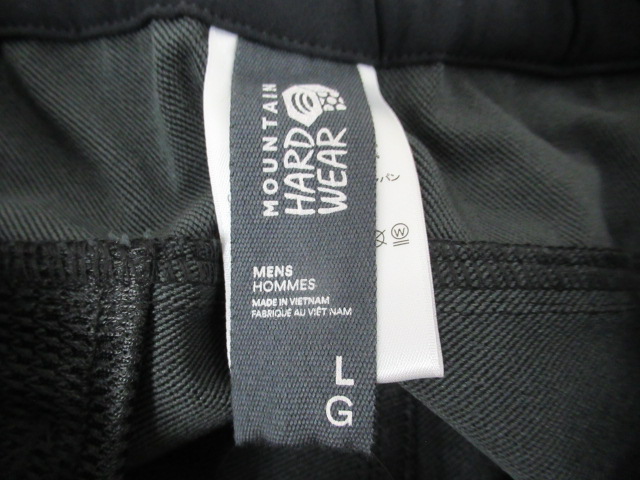 MOUNTAIN
HARD
WEAR
MENS
HOMMES
MADE IN VIETNAM
FABRIQUÉ AU VIÊT NAM
L
G
W